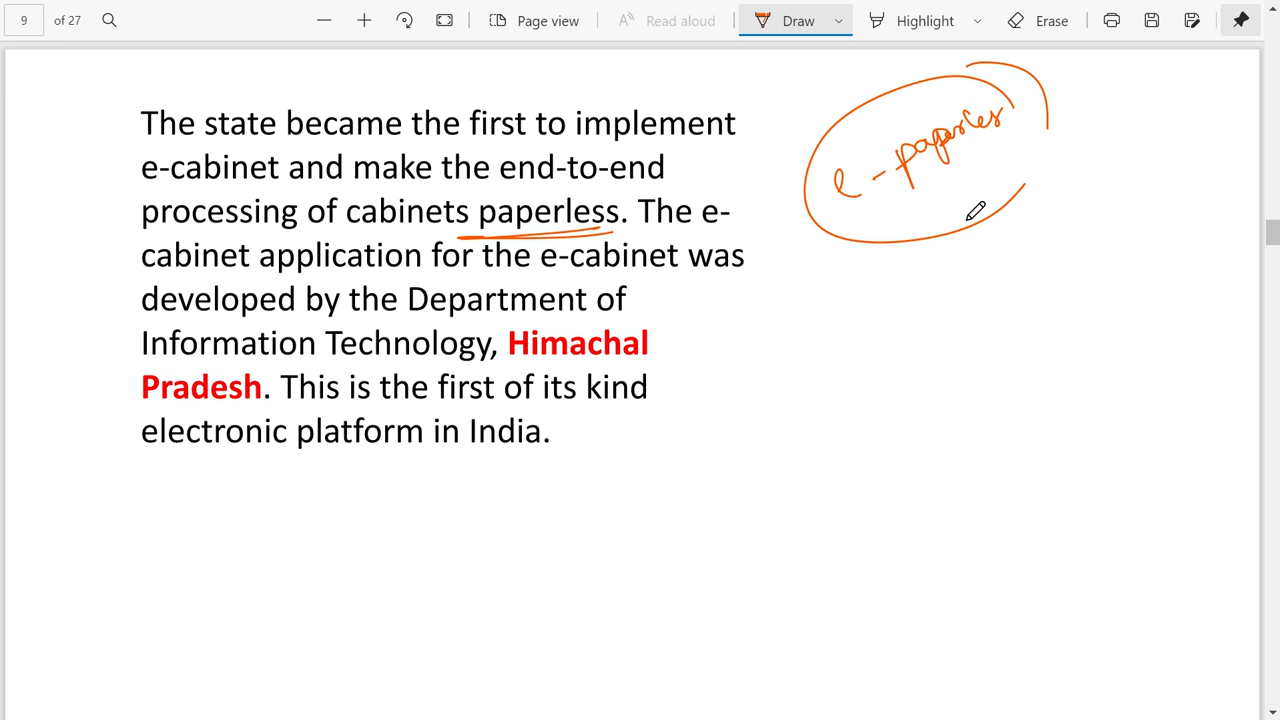 9 of 27 Page view Read aloud Draw Highlight Erase
The state became the first to implement
e-cabinet and make the end-to-end
processing of cabinets paperless. The e-
cabinet application for the e-cabinet was
developed by the Department of
Information Technology, Himachal
Pradesh. This is the first of its kind
electronic platform in India.
e - paperles